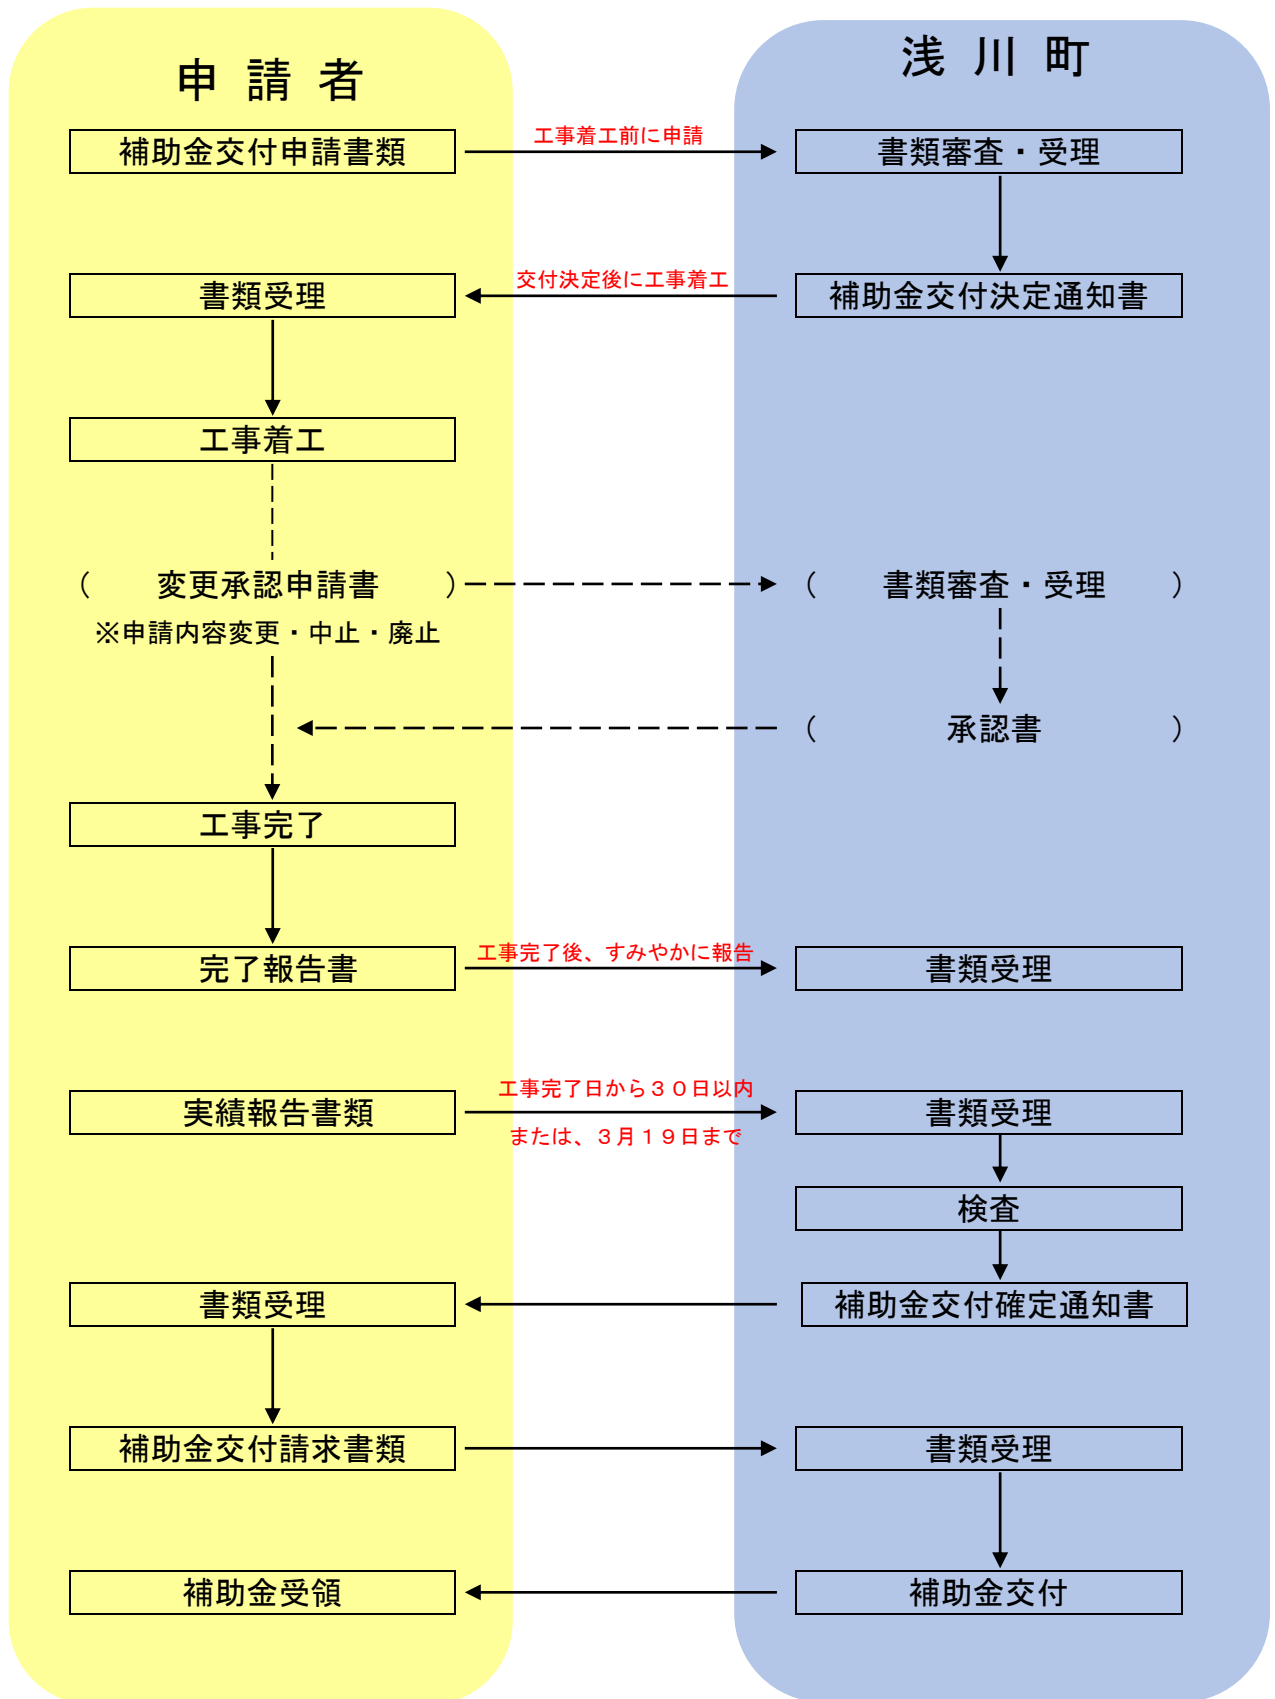 申 請 者
浅 川 町
補助金交付申請書類
工事着工前に申請
書類審査・受理
書類受理
交付決定後に工事着工
補助金交付決定通知書
工事着工
（　　変更承認申請書　　）
（　　書類審査・受理　　）
※申請内容変更・中止・廃止
（　　　　承認書　　　　）
工事完了
完了報告書
工事完了後、すみやかに報告
書類受理
実績報告書類
工事完了日から３０日以内
または、３月１９日まで
書類受理
検査
書類受理
補助金交付確定通知書
補助金交付請求書類
書類受理
補助金受領
補助金交付